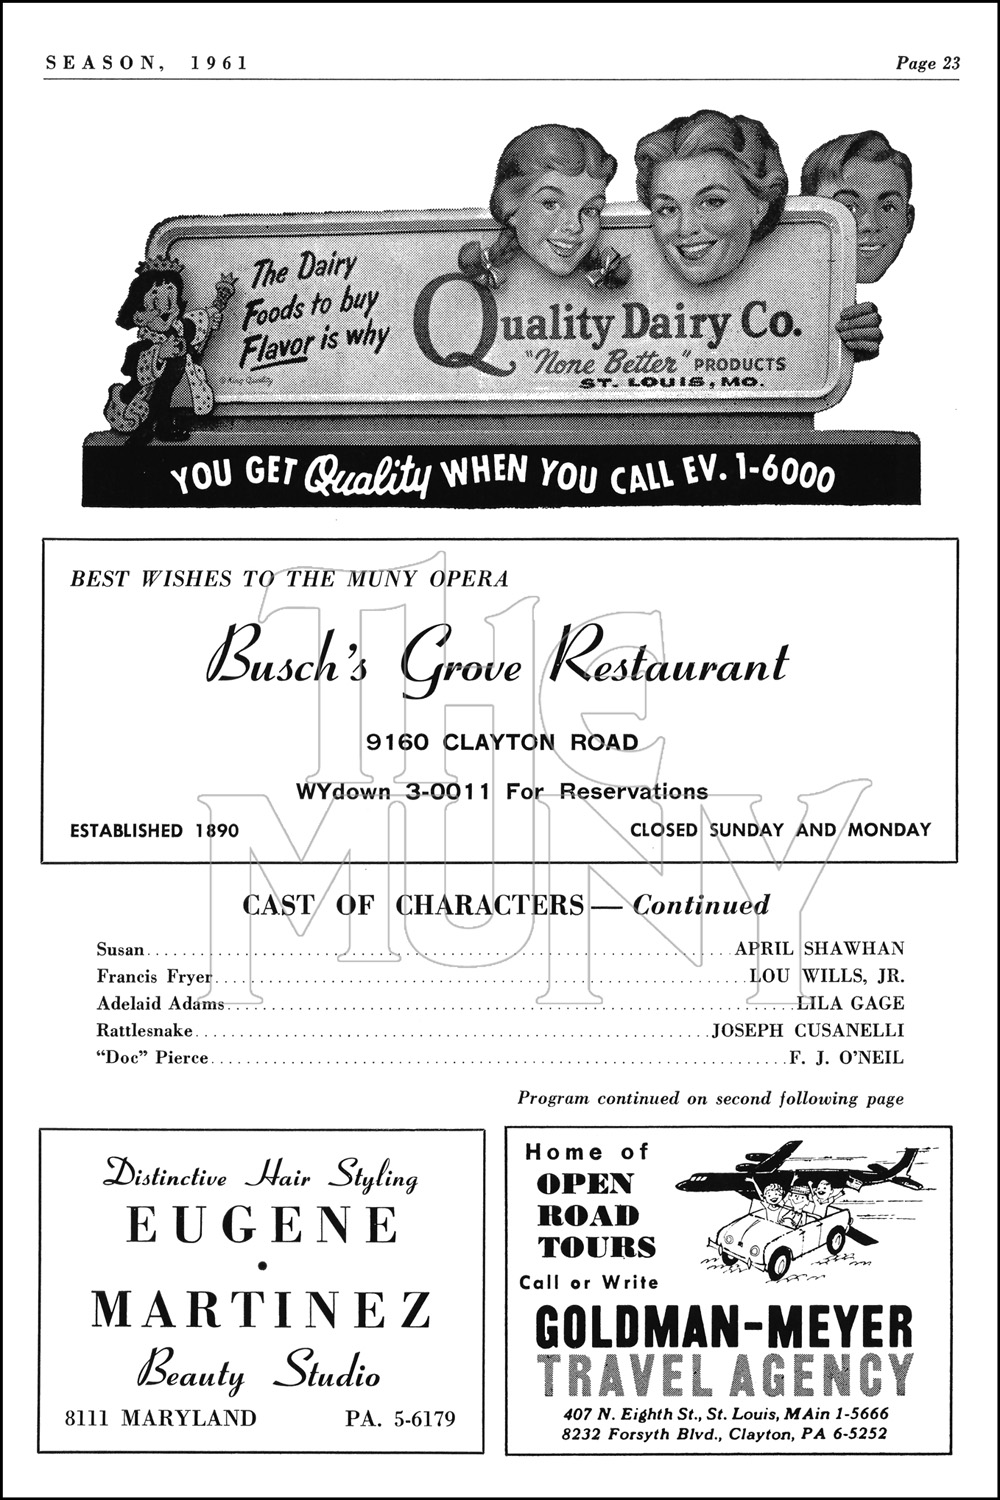 SEASON, 1961
Page 23
The Dairy
Foods to buy
Flavor is why
© King Quality
Quality Dairy Co.
"None Better" PRODUCTS
ST. LOUIS, MO.
YOU GET Quality WHEN YOU CALL EV. 1-6000
BEST WISHES TO THE MUNY OPERA
Busch's Grove Restaurant
9160 CLAYTON ROAD
WYdown 3-0011 For Reservations
ESTABLISHED 1890
CLOSED SUNDAY AND MONDAY
THE
MUNY
CAST OF CHARACTERS — Continued
Susan........APRIL SHAWHAN
Francis Fryer........LOU WILLS, JR.
Adelaid Adams........LILA GAGE
Rattlesnake........JOSEPH CUSANELLI
"Doc" Pierce........F. J. O'NEIL
Program continued on second following page
Distinctive Hair Styling
EUGENE
•
MARTINEZ
Beauty Studio
8111 MARYLAND PA. 5-6179
Home of
OPEN
ROAD
TOURS
Call or Write
GOLDMAN-MEYER
TRAVEL AGENCY
407 N. Eighth St., St. Louis, MAin 1-5666
8232 Forsyth Blvd., Clayton, PA 6-5252